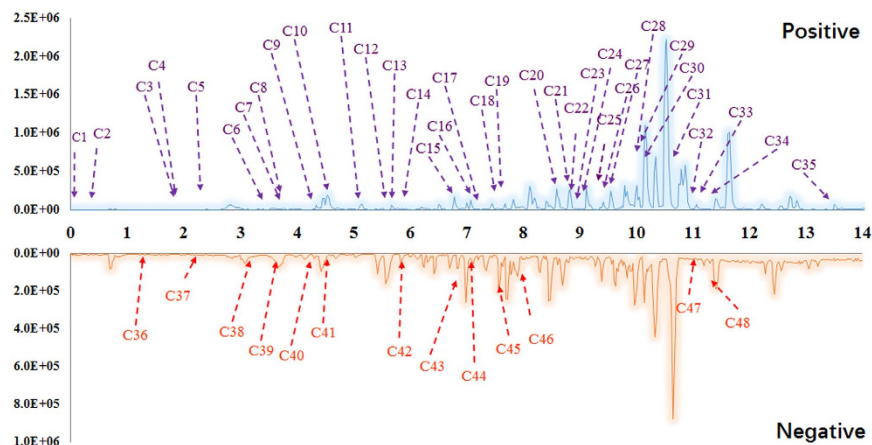 2.5E+06
Positive
2.0E+06
1.5E+06
1.0E+06
5.0E+05
0.0E+00
C1
C2
C3
C4
C5
C6
C7
C8
C9
C10
C11
C12
C13
C14
C15
C16
C17
C18
C19
C20
C21
C22
C23
C24
C25
C26
C27
C28
C29
C30
C31
C32
C33
C34
C35
0 1 2 3 4 5 6 7 8 9 10 11 12 13 14
0.0E+00
2.0E+05
4.0E+05
6.0E+05
8.0E+05
1.0E+06
C36
C37
C38
C39
C40
C41
C42
C43
C44
C45
C46
C47
C48
Negative